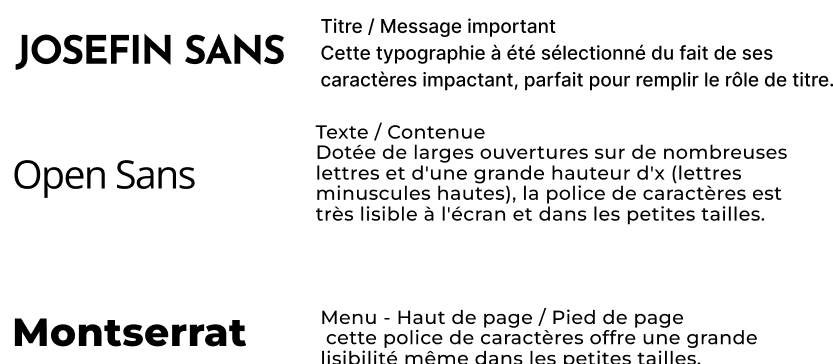 JOSEFIN SANS
Titre / Message important
Cette typographie à été sélectionné du fait de ses
caractères impactant, parfait pour remplir le rôle de titre.
Open Sans
Texte / Contenue
Dotée de larges ouvertures sur de nombreuses
lettres et d'une grande hauteur d'x (lettres
minuscules hautes), la police de caractères est
très lisible à l'écran et dans les petites tailles.
Montserrat
Menu - Haut de page / Pied de page
cette police de caractères offre une grande
lisibilité même dans les petites tailles.